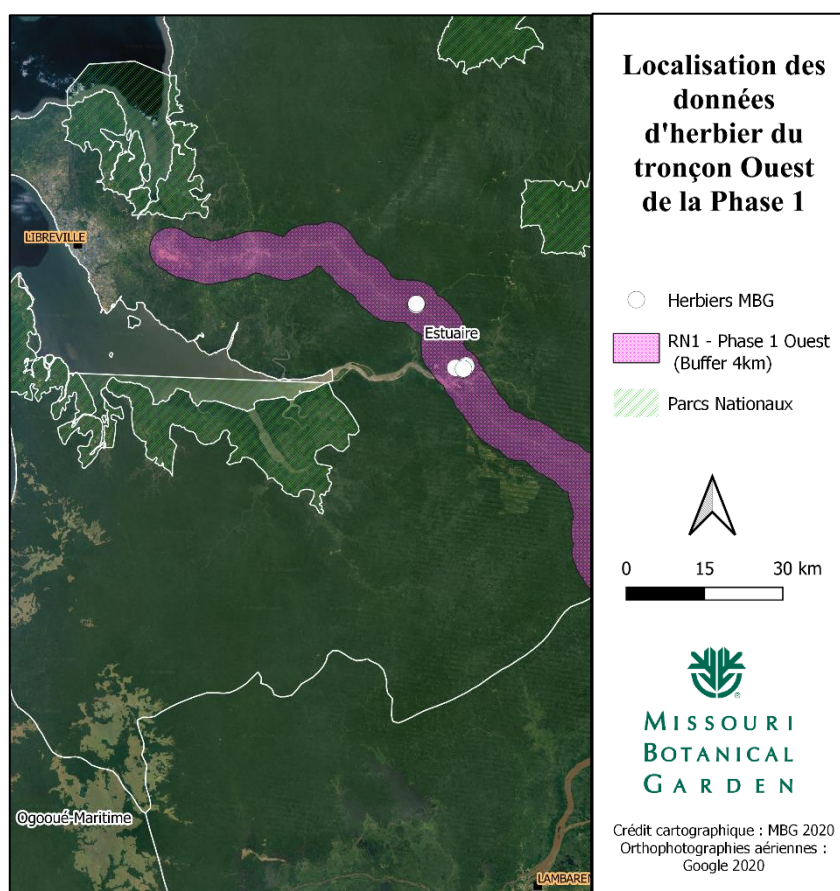 Localisation des
données
d'herbier du
tronçon Ouest
de la Phase 1
LIBREVILLE
Estuaire
Ogooué-Maritime
LAMBAREN
Herbiers MBG
RN1 - Phase 1 Ouest
(Buffer 4km)
Parcs Nationaux
0 15 30 km
®
MISSOURI
BOTANICAL
GARDEN
Crédit cartographique : MBG 2020
Orthophotographies aériennes :
Google 2020